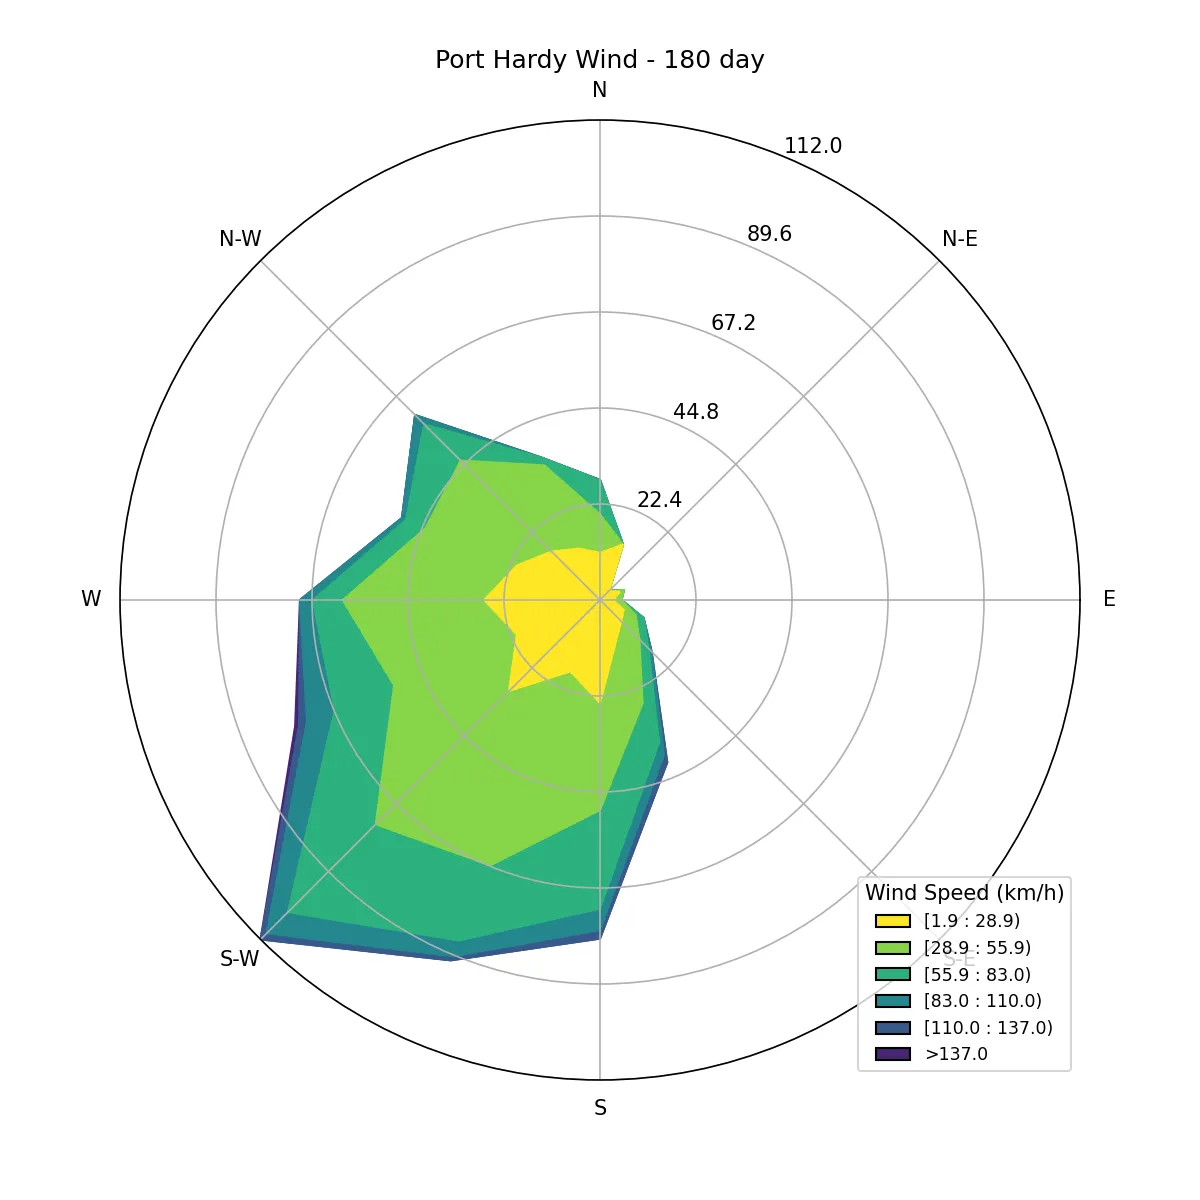 Port Hardy Wind - 180 day
N
112.0
N-W
89.6
N-E
67.2
44.8
22.4
W
E
Wind Speed (km/h)
[1.9 : 28.9)
[28.9 : 55.9)
S-W
S-E
[55.9 : 83.0)
[83.0 : 110.0)
[110.0 : 137.0)
>137.0
S